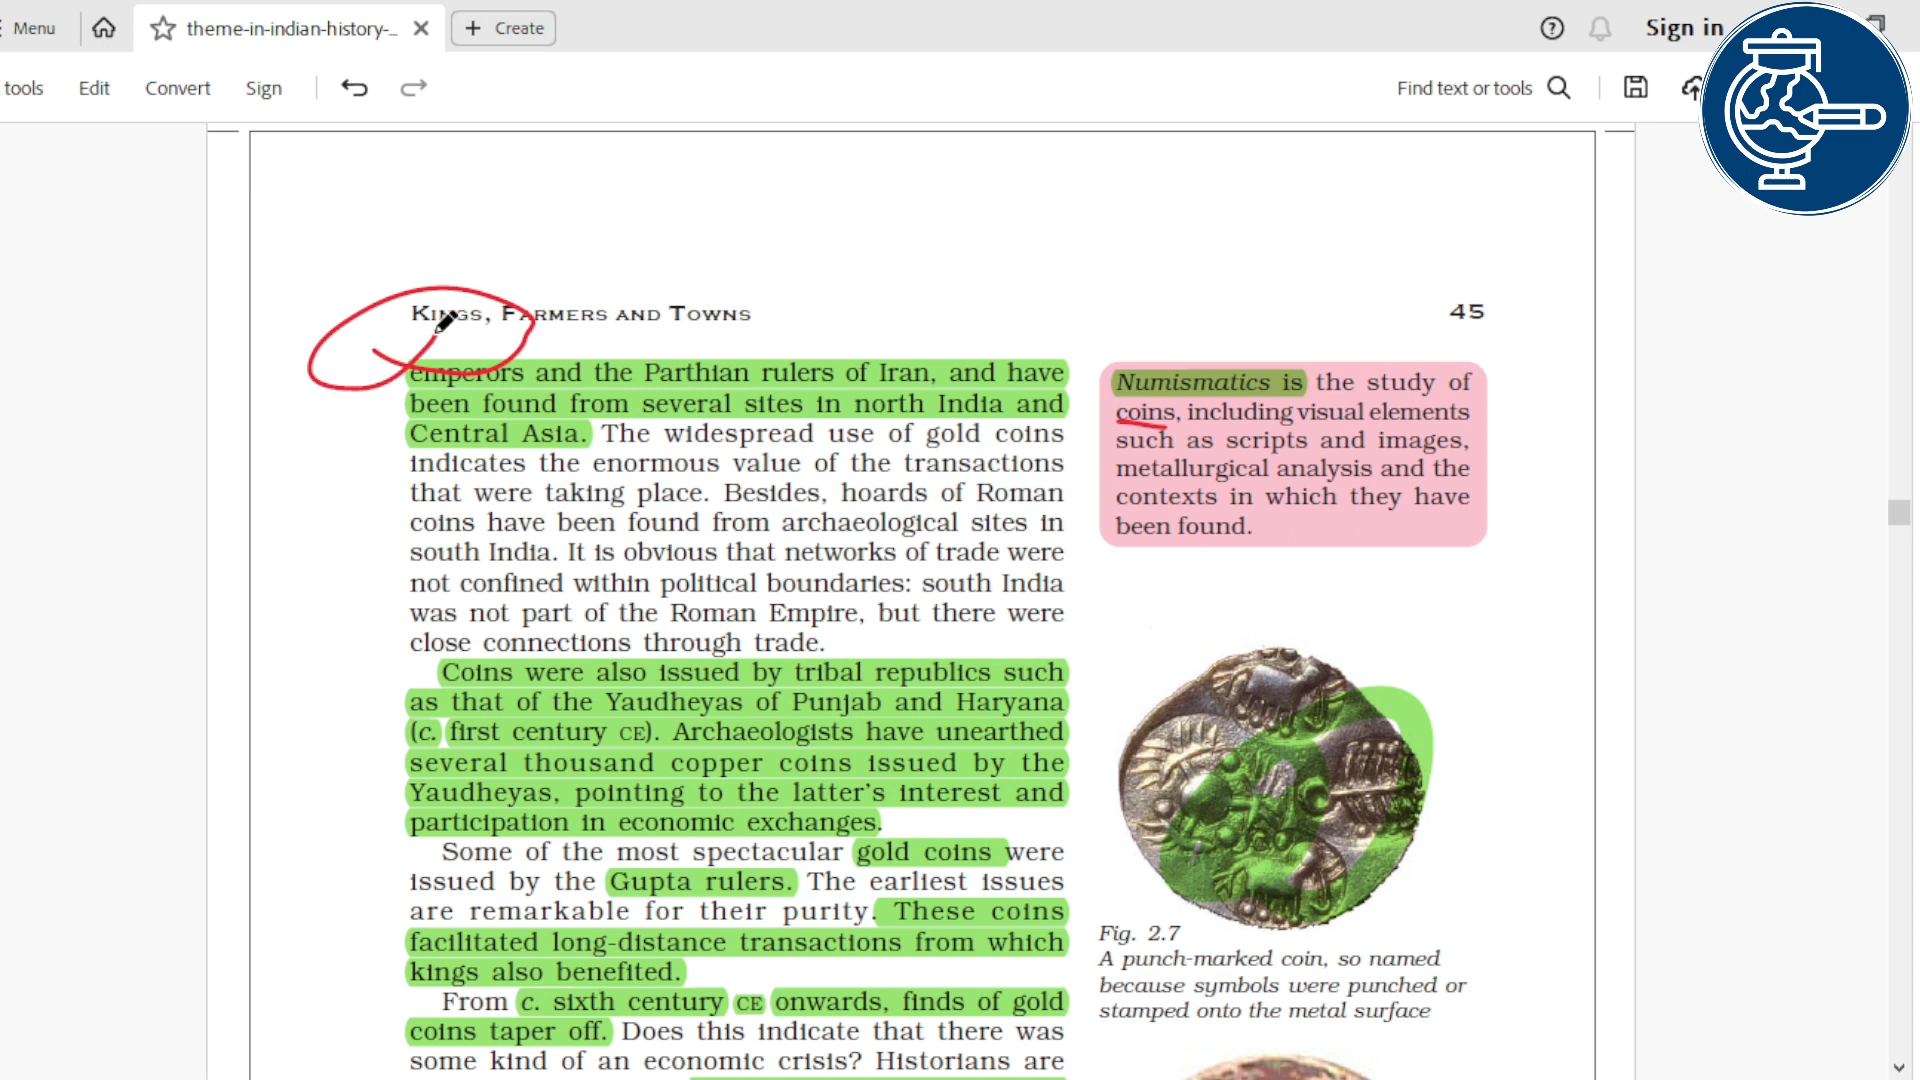 Menu
theme-in-indian-history-_
Create
Sign in
tools
Edit
Convert
Sign
Find text or tools
KINGS, FARMERS AND TOWNS
45
emperors and the Parthian rulers of Iran, and have
been found from several sites in north India and
Central Asia. The widespread use of gold coins
indicates the enormous value of the transactions
that were taking place. Besides, hoards of Roman
coins have been found from archaeological sites in
south India. It is obvious that networks of trade were
not confined within political boundaries: south India
was not part of the Roman Empire, but there were
close connections through trade.
Coins were also issued by tribal republics such
as that of the Yaudheyas of Punjab and Haryana
(c. first century CE). Archaeologists have unearthed
several thousand copper coins issued by the
Yaudheyas, pointing to the latter's interest and
participation in economic exchanges.
Some of the most spectacular gold coins were
issued by the Gupta rulers. The earliest issues
are remarkable for their purity. These coins
facilitated long-distance transactions from which
kings also benefited.
From c. sixth century CE onwards, finds of gold
coins taper off. Does this indicate that there was
some kind of an economic crisis? Historians are
Numismatics is the study of
coins, including visual elements
such as scripts and images,
metallurgical analysis and the
contexts in which they have
been found.
Fig. 2.7
A punch-marked coin, so named
because symbols were punched or
stamped onto the metal surface